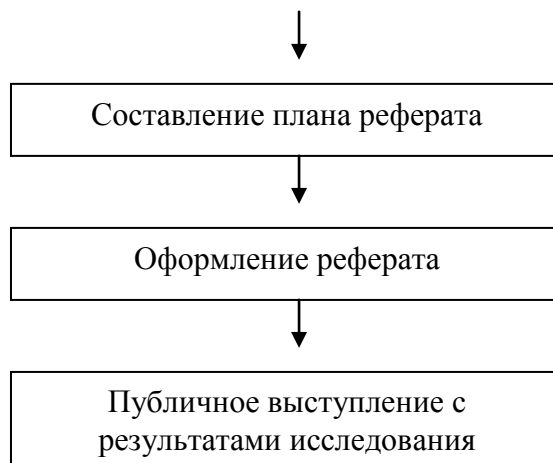 Составление плана реферата
Оформление реферата
Публичное выступление с
результатами исследования